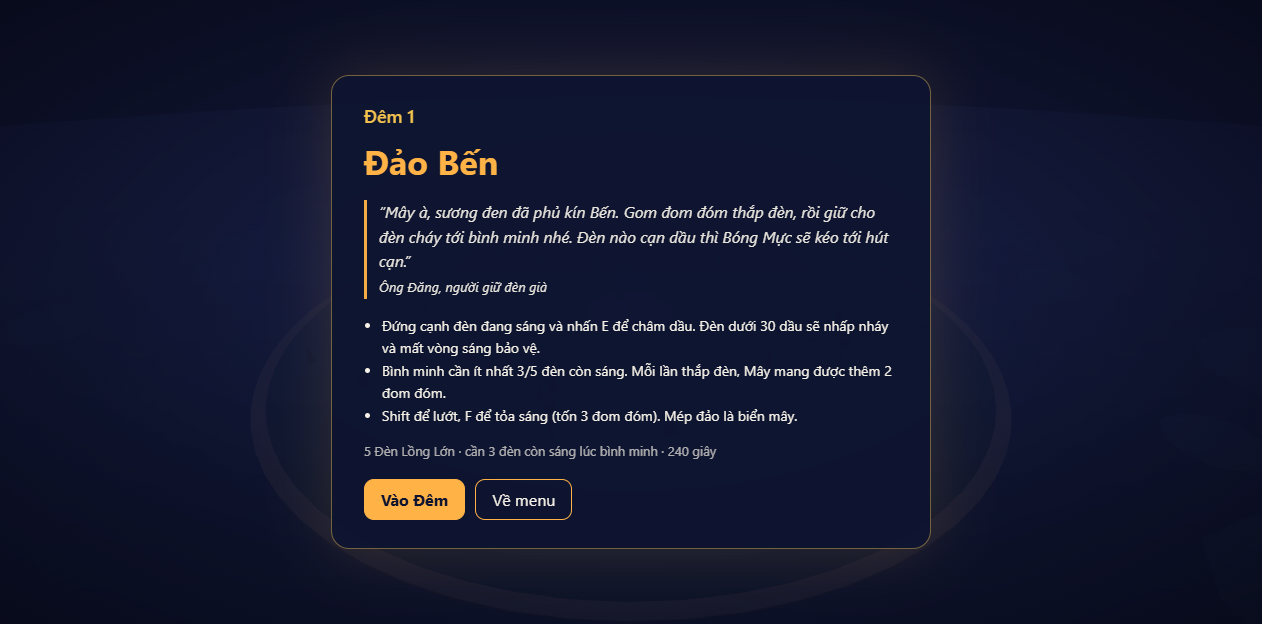 Đêm 1
Đảo Bến
“Mây à, sương đen đã phủ kín Bến. Gom đom đóm thắp đèn, rồi giữ cho
đèn cháy tới bình minh nhé. Đèn nào cạn dầu thì Bóng Mực sẽ kéo tới hút
cạn.”
Ông Đăng, người giữ đèn già
• Đứng cạnh đèn đang sáng và nhấn E để châm dầu. Đèn dưới 30 dầu sẽ nhấp nháy
và mất vòng sáng bảo vệ.
• Bình minh cần ít nhất 3/5 đèn còn sáng. Mỗi lần thắp đèn, Mây mang được thêm 2
đom đóm.
• Shift để lướt, F để tỏa sáng (tốn 3 đom đóm). Mép đảo là biển mây.
5 Đèn Lồng Lớn · cần 3 đèn còn sáng lúc bình minh · 240 giây
Vào Đêm
Về menu